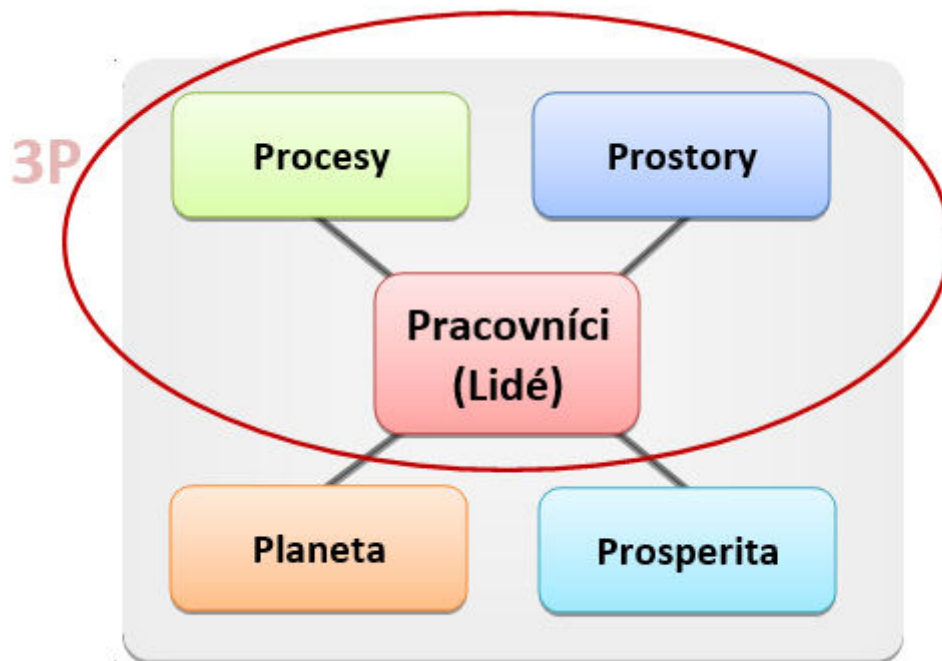 3P
Procesy
Prostory
Pracovníci
(Lidé)
Planeta
Prosperita